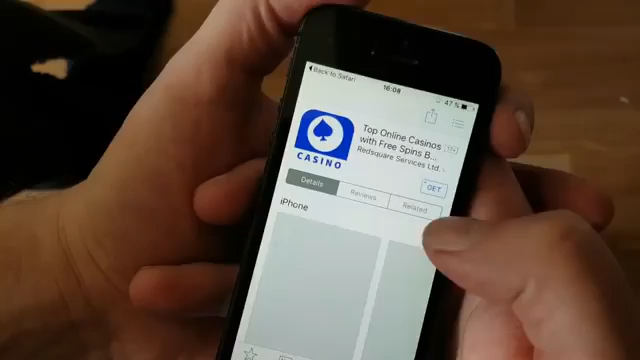 Back to Safari
16:08
47 %
CASINO
Top Online Casinos
with Free Spins B...
Redsquare Services Ltd.
GET
Details
Reviews
Related
iPhone